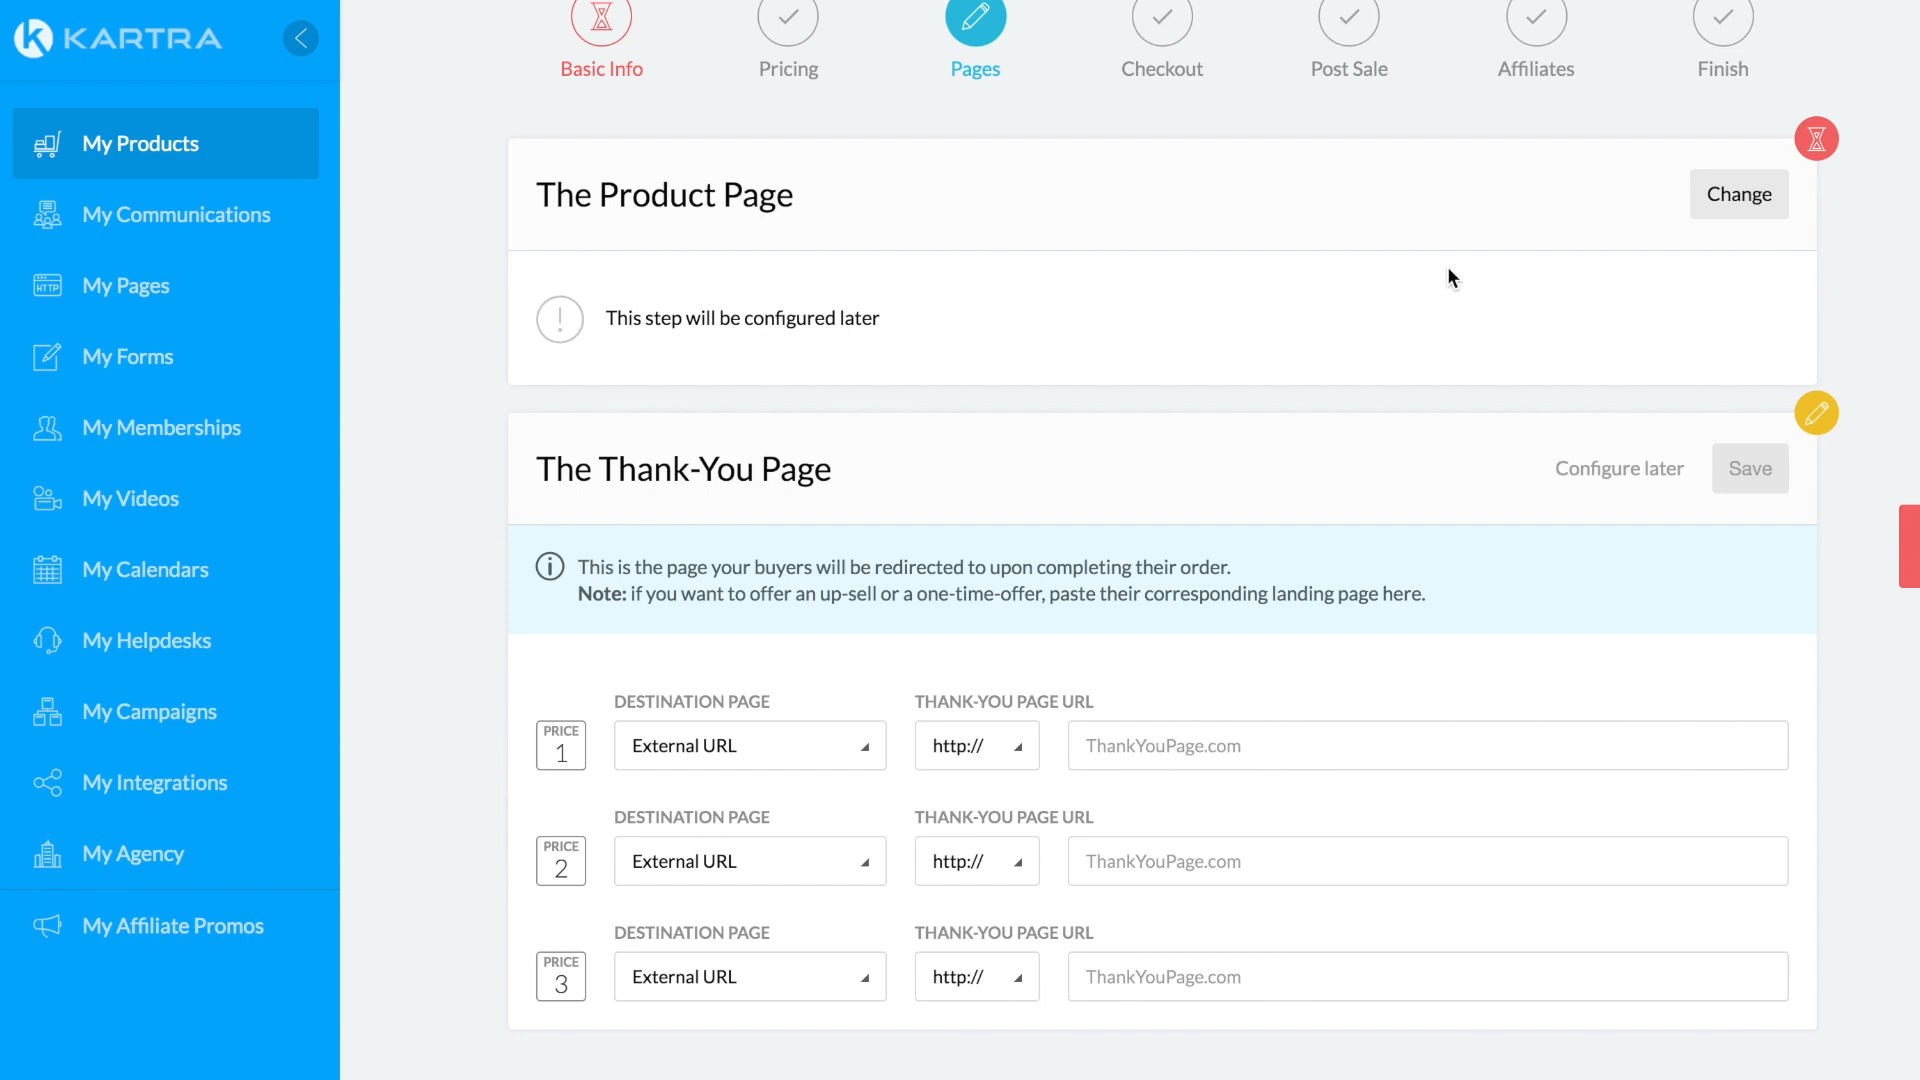 KARTRA
My Products
My Communications
HTTP
My Pages
My Forms
My Memberships
My Videos
My Calendars
My Helpdesks
My Campaigns
My Integrations
My Agency
My Affiliate Promos
Basic Info
Pricing
Pages
Checkout
Post Sale
Affiliates
Finish
The Product Page
Change
This step will be configured later
The Thank-You Page
Configure later
Save
This is the page your buyers will be redirected to upon completing their order.
Note: if you want to offer an up-sell or a one-time-offer, paste their corresponding landing page here.
DESTINATION PAGE
THANK-YOU PAGE URL
PRICE
1
External URL
http://
ThankYouPage.com
DESTINATION PAGE
THANK-YOU PAGE URL
PRICE
2
External URL
http://
ThankYouPage.com
DESTINATION PAGE
THANK-YOU PAGE URL
PRICE
3
External URL
http://
ThankYouPage.com